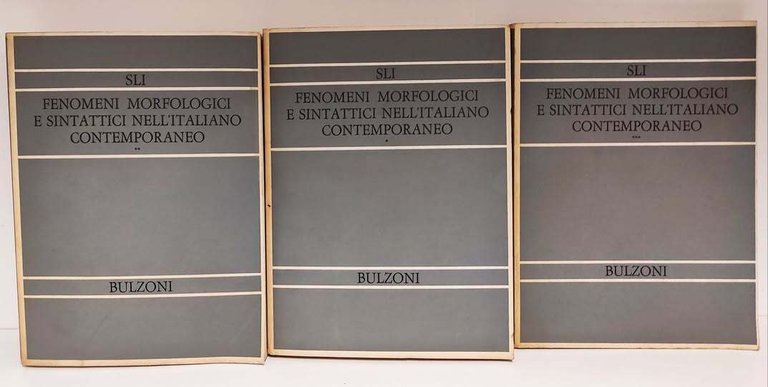 SLI
FENOMENI MORFOLOGICI
E SINTATTICI NELL'ITALIANO
CONTEMPORANEO
**
BULZONI
SLI
FENOMENI MORFOLOGICI
E SINTATTICI NELL'ITALIANO
CONTEMPORANEO
*
BULZONI
SLI
FENOMENI MORFOLOGICI
E SINTATTICI NELL'ITALIANO
CONTEMPORANEO
***
BULZONI